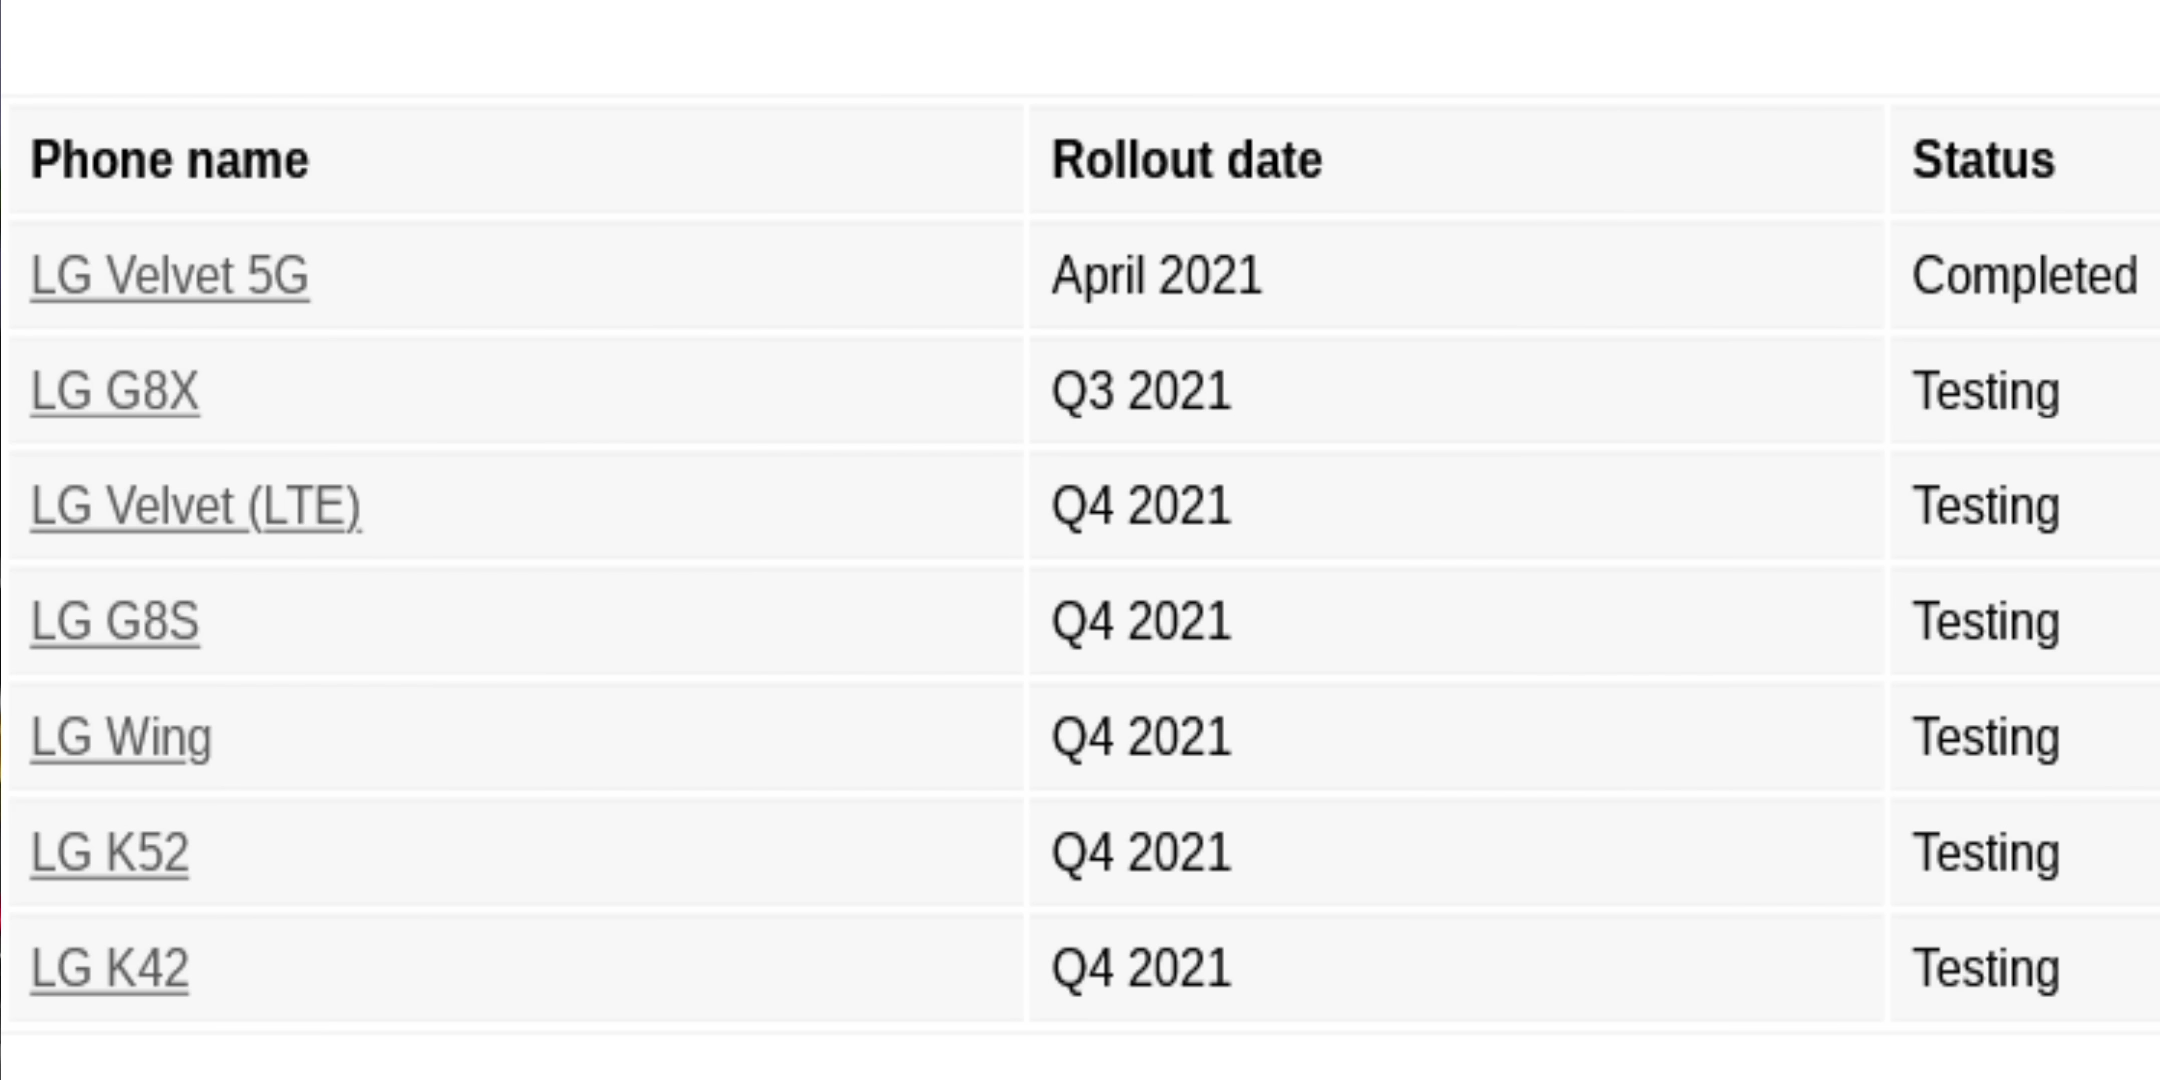 Phone name Rollout date Status
LG Velvet 5G April 2021 Completed
LG G8X Q3 2021 Testing
LG Velvet (LTE) Q4 2021 Testing
LG G8S Q4 2021 Testing
LG Wing Q4 2021 Testing
LG K52 Q4 2021 Testing
LG K42 Q4 2021 Testing